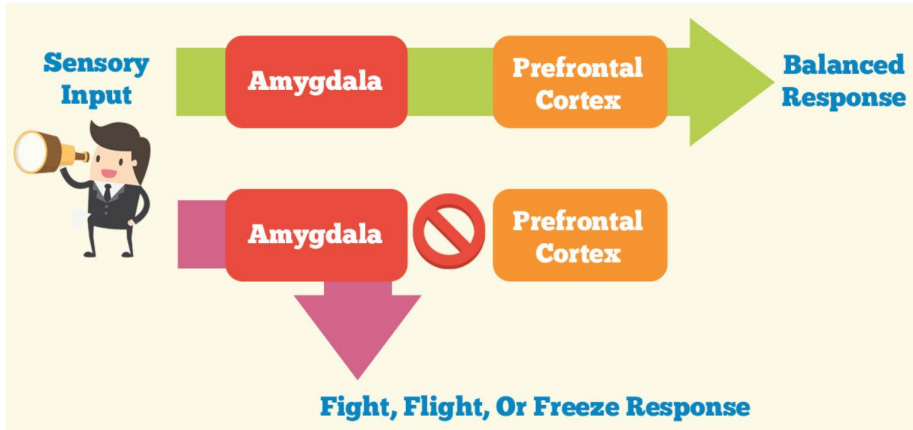 Sensory
Input
Amygdala
Prefrontal
Cortex
Balanced
Response
Amygdala
Prefrontal
Cortex
Fight, Flight, Or Freeze Response